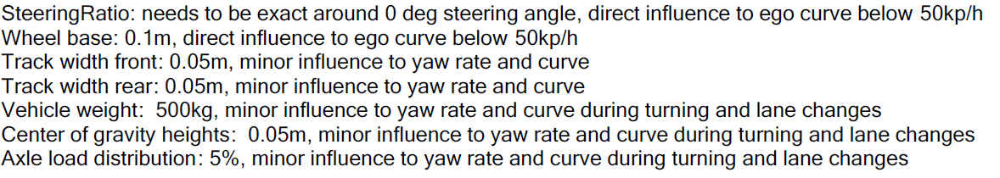 SteeringRatio: needs to be exact around 0 deg steering angle, direct influence to ego curve below 50kp/h
Wheel base: 0.1m, direct influence to ego curve below 50kp/h
Track width front: 0.05m, minor influence to yaw rate and curve
Track width rear: 0.05m, minor influence to yaw rate and curve
Vehicle weight:  500kg, minor influence to yaw rate and curve during turning and lane changes
Center of gravity heights:  0.05m, minor influence to yaw rate and curve during turning and lane changes
Axle load distribution: 5%, minor influence to yaw rate and curve during turning and lane changes